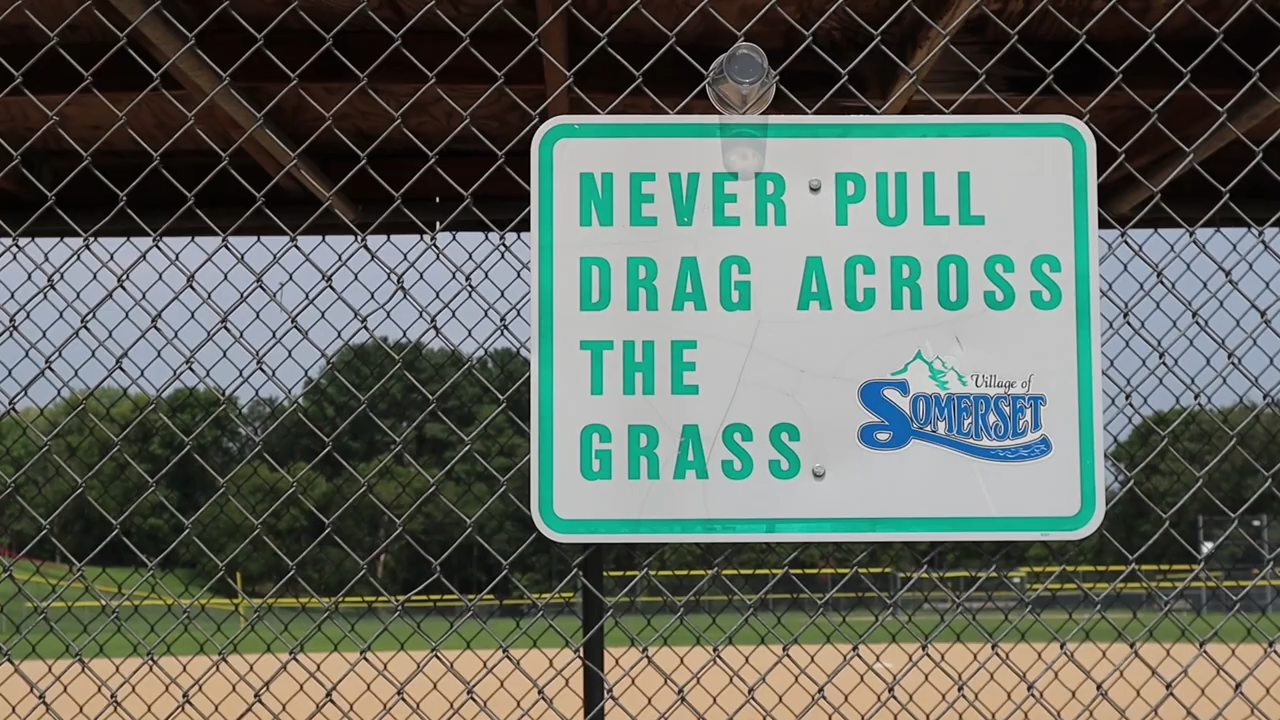 NEVER PULL
DRAG ACROSS
THE
GRASS
Village of
SOMERSET